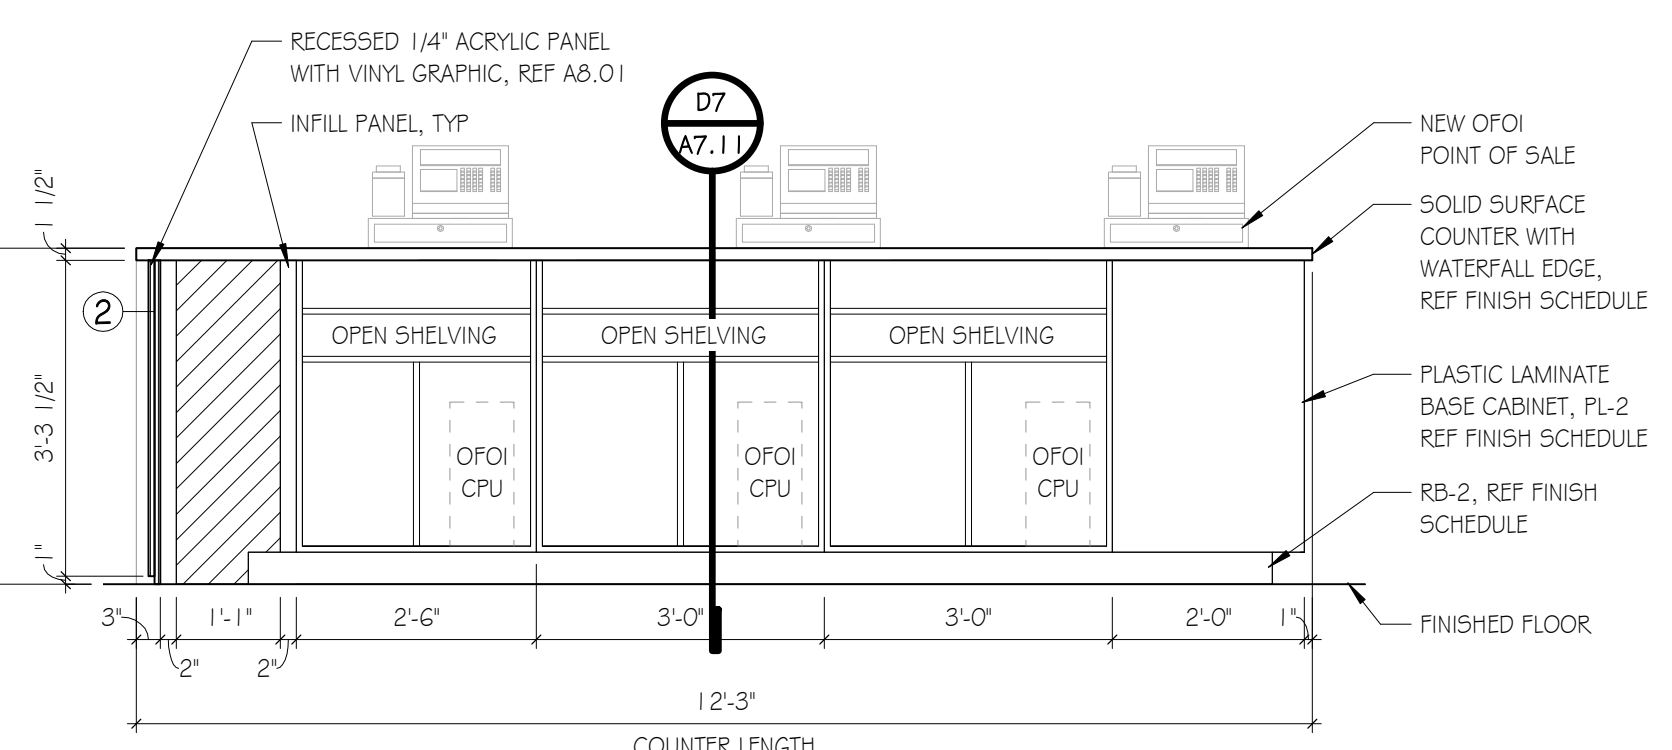 RECESSED 1/4" ACRYLIC PANEL
WITH VINYL GRAPHIC, REF A8.01
INFILL PANEL, TYP
D7
A7.11
NEW OFOI
POINT OF SALE
SOLID SURFACE
COUNTER WITH
WATERFALL EDGE,
REF FINISH SCHEDULE
PLASTIC LAMINATE
BASE CABINET, PL-2
REF FINISH SCHEDULE
RB-2, REF FINISH
SCHEDULE
FINISHED FLOOR
1 1/2"
3'-3 1/2"
1"
2
OPEN SHELVING
OPEN SHELVING
OPEN SHELVING
OFOI
CPU
OFOI
CPU
OFOI
CPU
3"
2"
1'-1"
2"
2'-6"
3'-0"
3'-0"
2'-0"
1"
12'-3"
COUNTER LENGTH